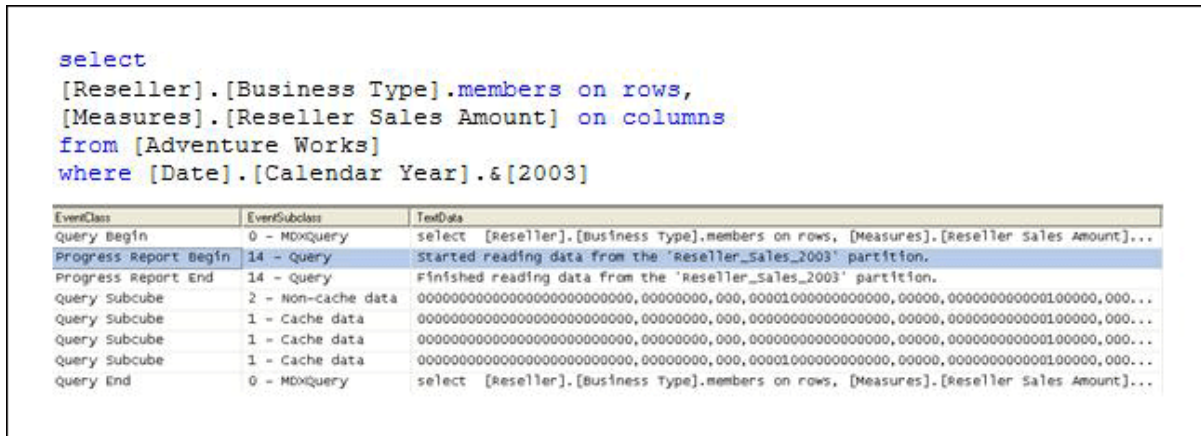 select
[Reseller].[Business Type].members on rows,
[Measures].[Reseller Sales Amount] on columns
from [Adventure Works]
where [Date].[Calendar Year].&[2003]
EventClass EventSubclass TextData
Query Begin 0 - MDXQuery select [Reseller].[Business Type].members on rows, [Measures].[Reseller Sales Amount]...
Progress Report Begin 14 - Query Started reading data from the 'Reseller_Sales_2003' partition.
Progress Report End 14 - Query Finished reading data from the 'Reseller_Sales_2003' partition.
Query Subcube 2 - Non-cache data 00000000000000000000000000,00000000,000,00001000000000000,00000,000000000000100000,000...
Query Subcube 1 - Cache data 00000000000000000000000000,00000000,000,00000000000000000,00000,000000000000100000,000...
Query Subcube 1 - Cache data 00000000000000000000000000,00000000,000,00000000000000000,00000,000000000000100000,000...
Query Subcube 1 - Cache data 00000000000000000000000000,00000000,000,00001000000000000,00000,000000000000100000,000...
Query End 0 - MDXQuery select [Reseller].[Business Type].members on rows, [Measures].[Reseller Sales Amount]...